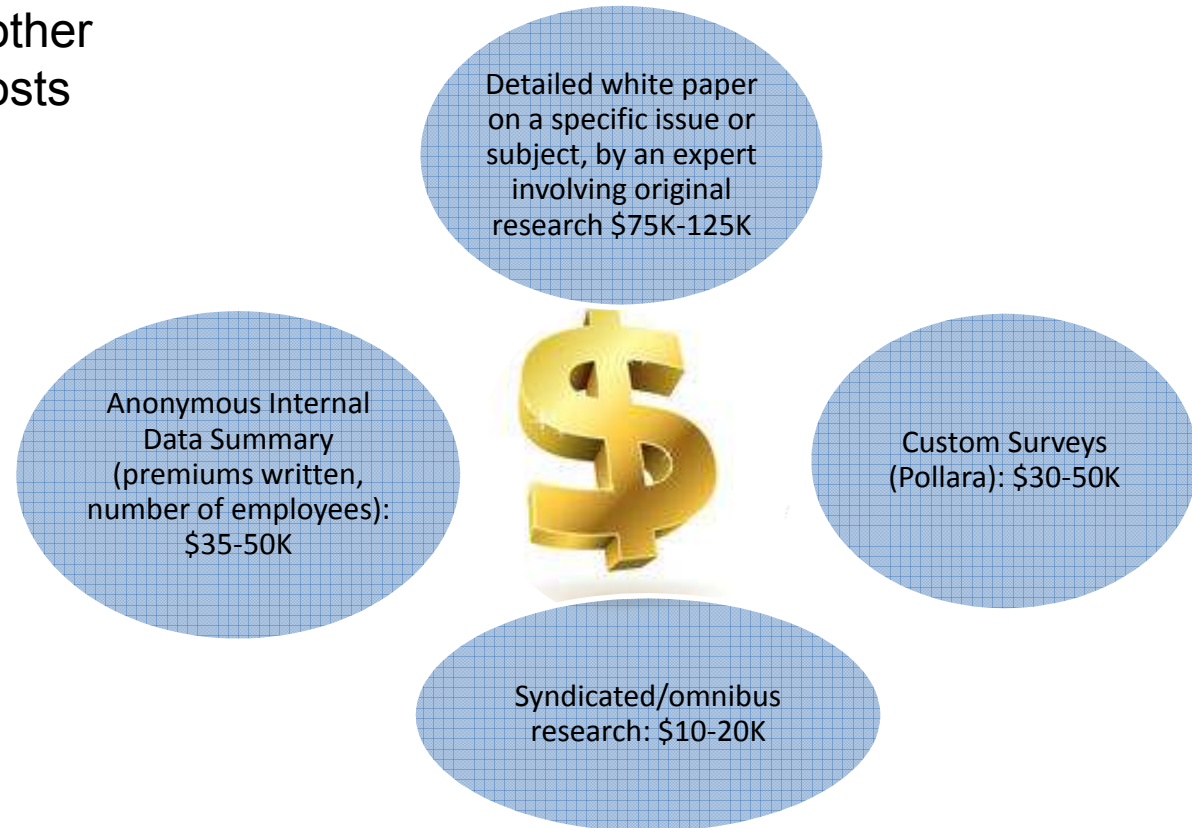 other
osts
Detailed white paper
on a specific issue or
subject, by an expert
involving original
research $75K-125K
Anonymous Internal
Data Summary
(premiums written,
number of employees):
$35-50K
Custom Surveys
(Pollara): $30-50K
Syndicated/omnibus
research: $10-20K